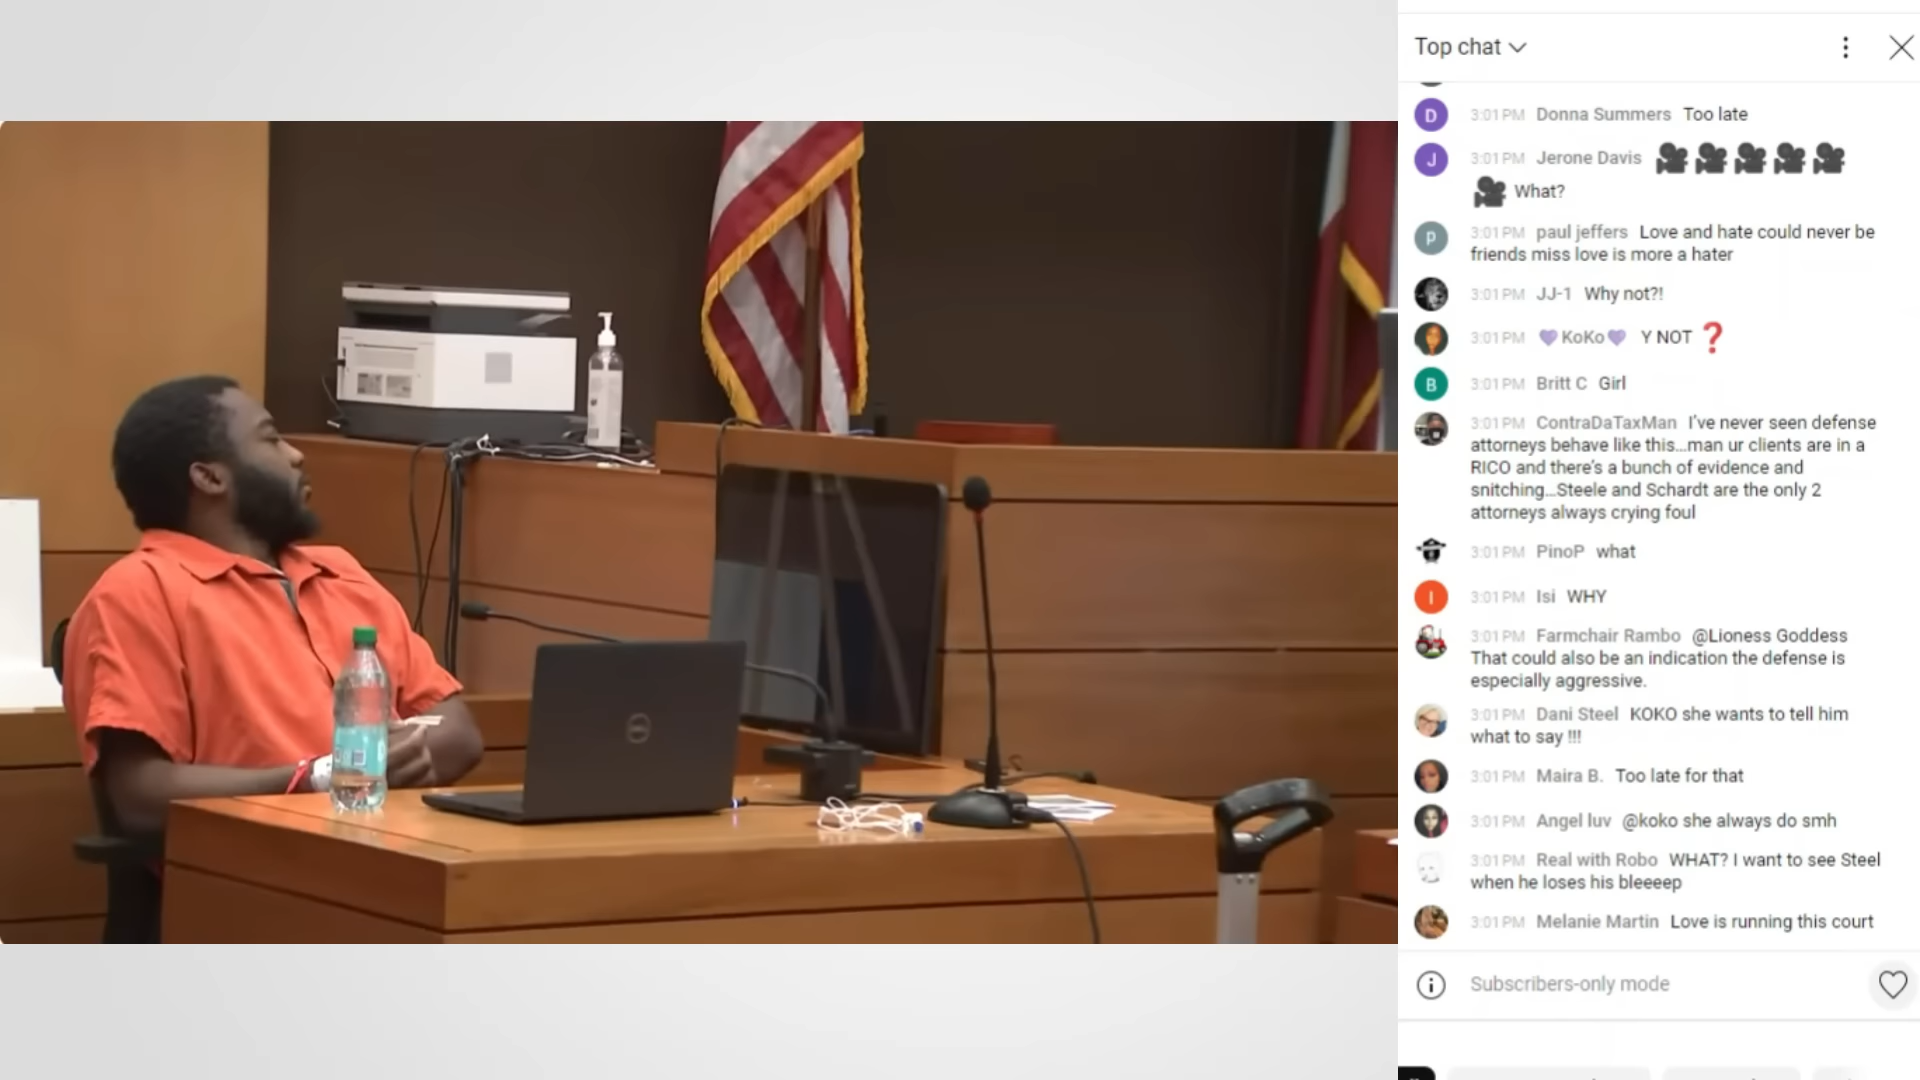 Top chat
3:01 PM Donna Summers Too late
3:01 PM Jerone Davis 🎥🎥🎥🎥🎥
🎥 What?
3:01 PM paul jeffers Love and hate could never be
friends miss love is more a hater
3:01 PM JJ-1 Why not?!
3:01 PM 💜KoKo💜 Y NOT ❓
3:01 PM Britt C Girl
3:01 PM ContraDaTaxMan I've never seen defense
attorneys behave like this...man ur clients are in a
RICO and there's a bunch of evidence and
snitching...Steele and Schardt are the only 2
attorneys always crying foul
3:01 PM PinoP what
3:01 PM Isi WHY
3:01 PM Farmchair Rambo @Lioness Goddess
That could also be an indication the defense is
especially aggressive.
3:01 PM Dani Steel KOKO she wants to tell him
what to say !!!
3:01 PM Maira B. Too late for that
3:01 PM Angel luv @koko she always do smh
3:01 PM Real with Robo WHAT? I want to see Steel
when he loses his bleeeep
3:01 PM Melanie Martin Love is running this court
Subscribers-only mode